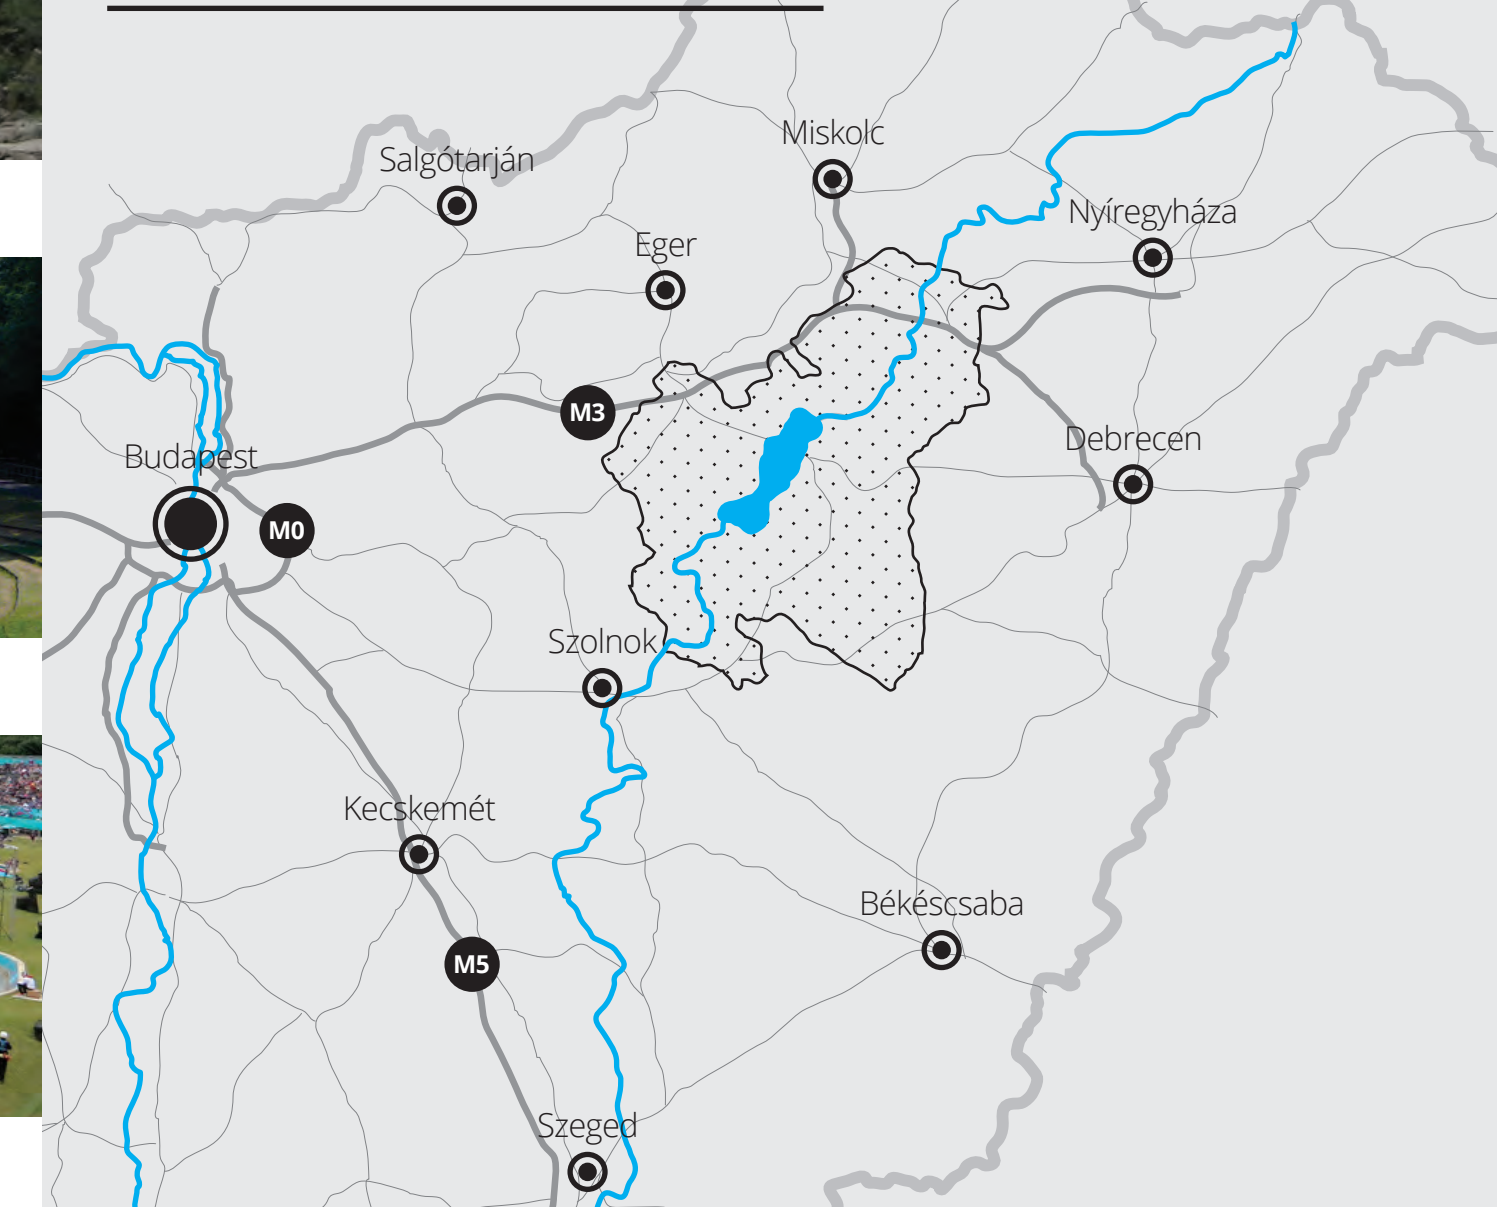 Miskolc
Salgótarján
Nyíregyháza
Eger
M3
Debrecen
Budapest
M0
Szolnok
Kecskemét
Békéscsaba
M5
Szeged